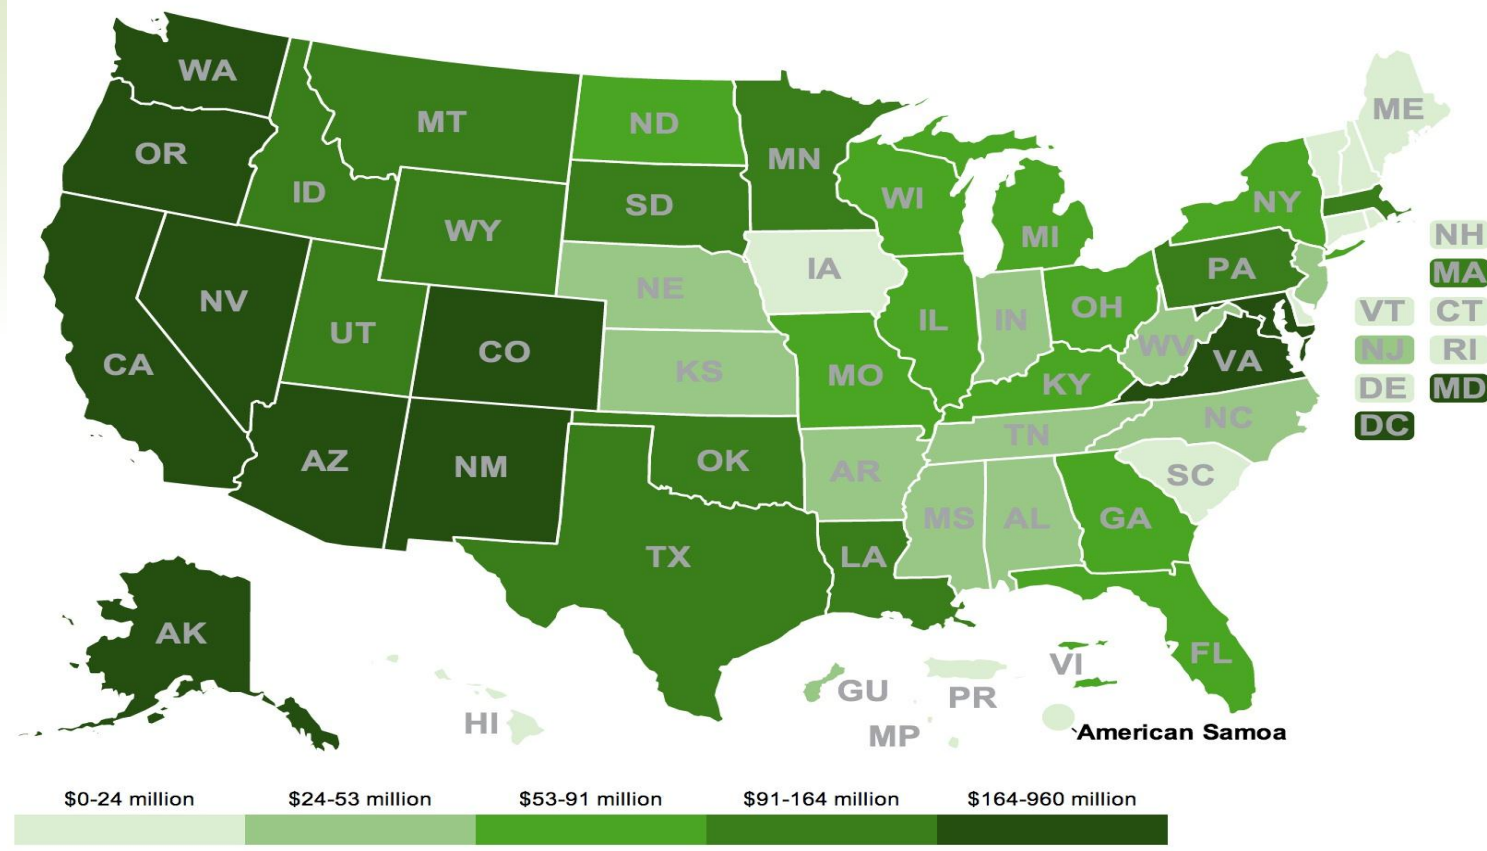 WA
ME
MT
ND
OR
MN
ID
WI
NY
SD
WY
MI
NH
IA
PA
MA
NE
NV
OH
VT
CT
IL
IN
UT
WV
NJ
RI
CO
VA
CA
KS
MO
KY
DE
MD
NC
DC
TN
AZ
NM
OK
AR
SC
MS
AL
GA
TX
LA
AK
FL
VI
GU
PR
HI
MP
American Samoa
$0-24 million
$24-53 million
$53-91 million
$91-164 million
$164-960 million